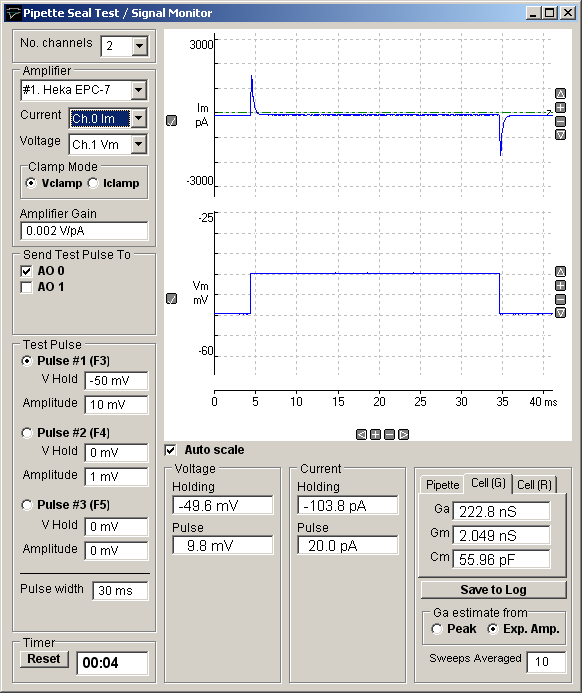 Pipette Seal Test / Signal Monitor
No. channels 2
Amplifier
#1. Heka EPC-7
Current Ch.0 Im
Voltage Ch.1 Vm
Clamp Mode
Vclamp Iclamp
Amplifier Gain
0.002 V/pA
Send Test Pulse To
AO 0
AO 1
Test Pulse
Pulse #1 (F3)
V Hold -50 mV
Amplitude 10 mV
Pulse #2 (F4)
V Hold 0 mV
Amplitude 1 mV
Pulse #3 (F5)
V Hold 0 mV
Amplitude 0 mV
Pulse width 30 ms
Timer
Reset 00:04
3000
Im
pA
-3000
-25
Vm
mV
-60
0 5 10 15 20 25 30 35 40 ms
Auto scale
Voltage
Holding
-49.6 mV
Pulse
9.8 mV
Current
Holding
-103.8 pA
Pulse
20.0 pA
Pipette Cell (G) Cell (R)
Ga 222.8 nS
Gm 2.049 nS
Cm 55.96 pF
Save to Log
Ga estimate from
Peak Exp. Amp.
Sweeps Averaged 10